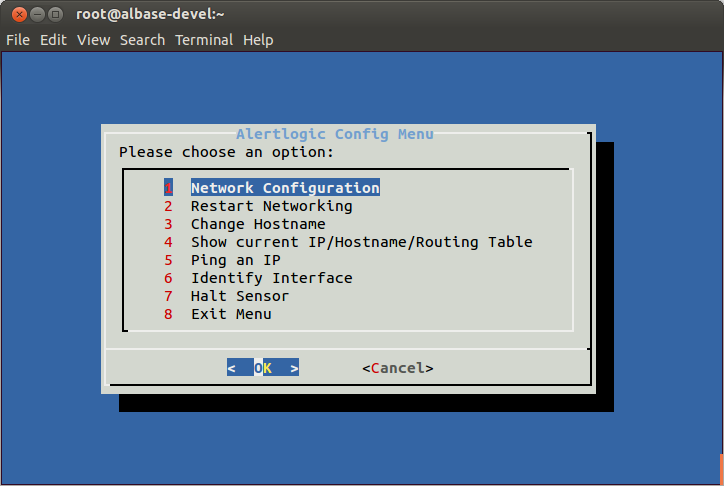 root@albase-devel:~
File Edit View Search Terminal Help
Alertlogic Config Menu
Please choose an option:
1 Network Configuration
2 Restart Networking
3 Change Hostname
4 Show current IP/Hostname/Routing Table
5 Ping an IP
6 Identify Interface
7 Halt Sensor
8 Exit Menu
< OK > <Cancel>